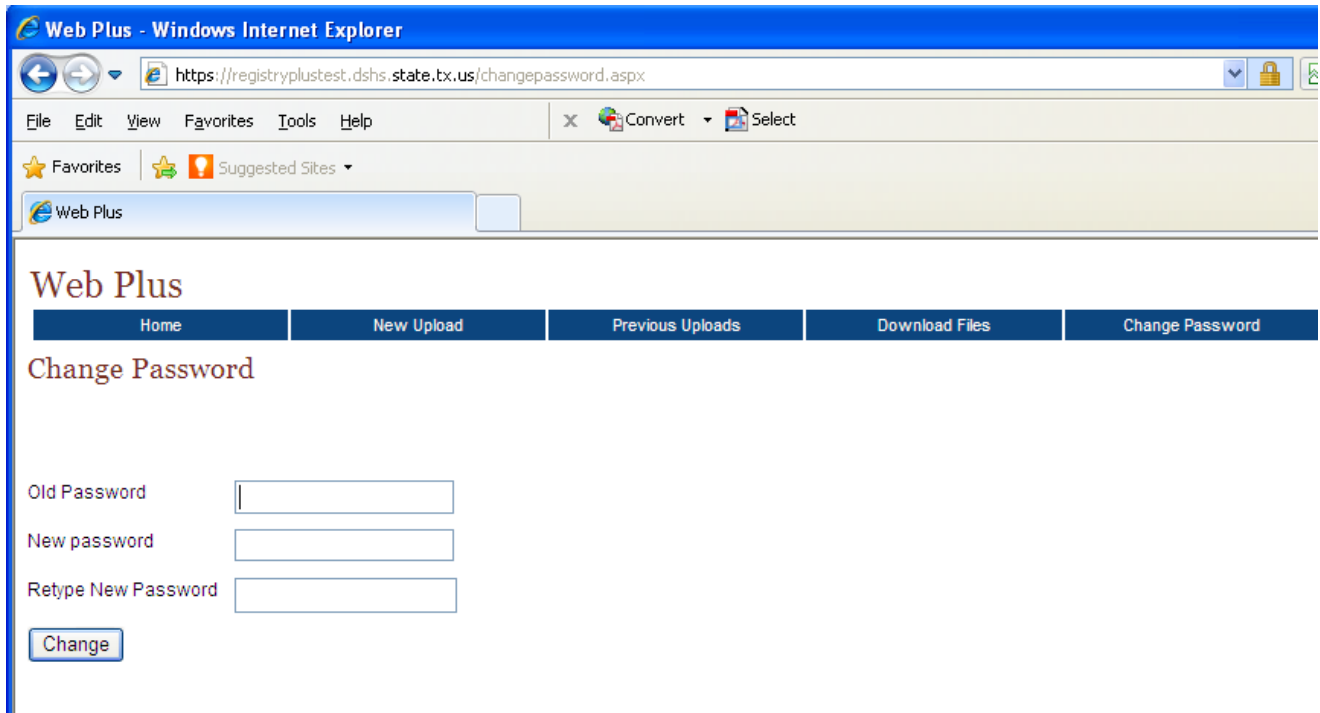 Web Plus - Windows Internet Explorer
https://registryplustest.dshs.state.tx.us/changepassword.aspx
File Edit View Favorites Tools Help x Convert Select
Favorites Suggested Sites
Web Plus
Web Plus
Home New Upload Previous Uploads Download Files Change Password
Change Password
Old Password
New password
Retype New Password
Change